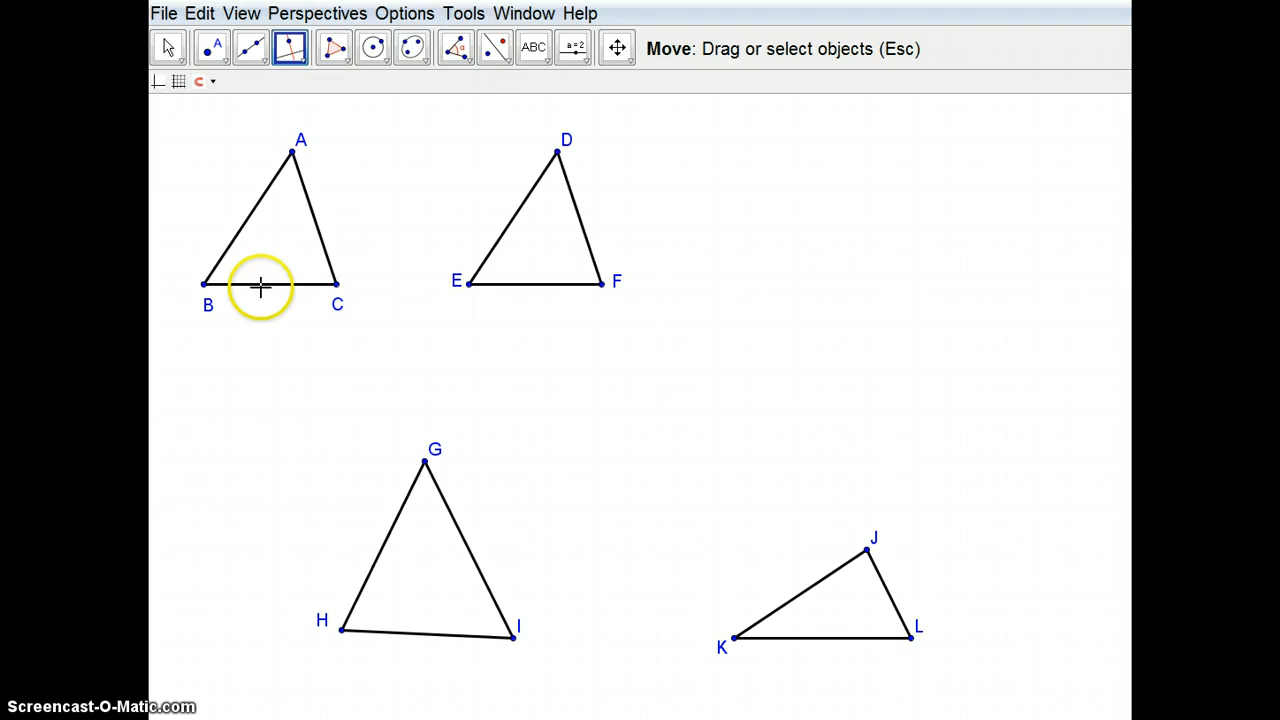 File Edit View Perspectives Options Tools Window Help
A ABC a=2 Move: Drag or select objects (Esc)
A D
B C E F
G
J
H I K L
Screencast-O-Matic.com